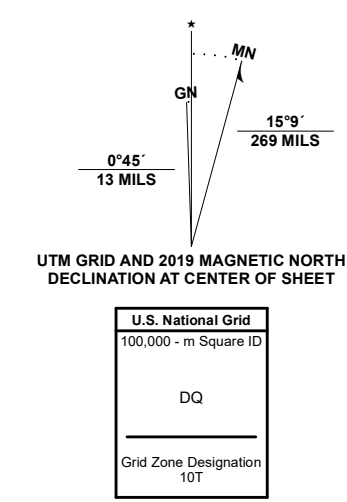 ★
MN
GN
15°9´
269 MILS
0°45´
13 MILS
UTM GRID AND 2019 MAGNETIC NORTH
DECLINATION AT CENTER OF SHEET
U.S. National Grid
100,000 - m Square ID
DQ
Grid Zone Designation
10T